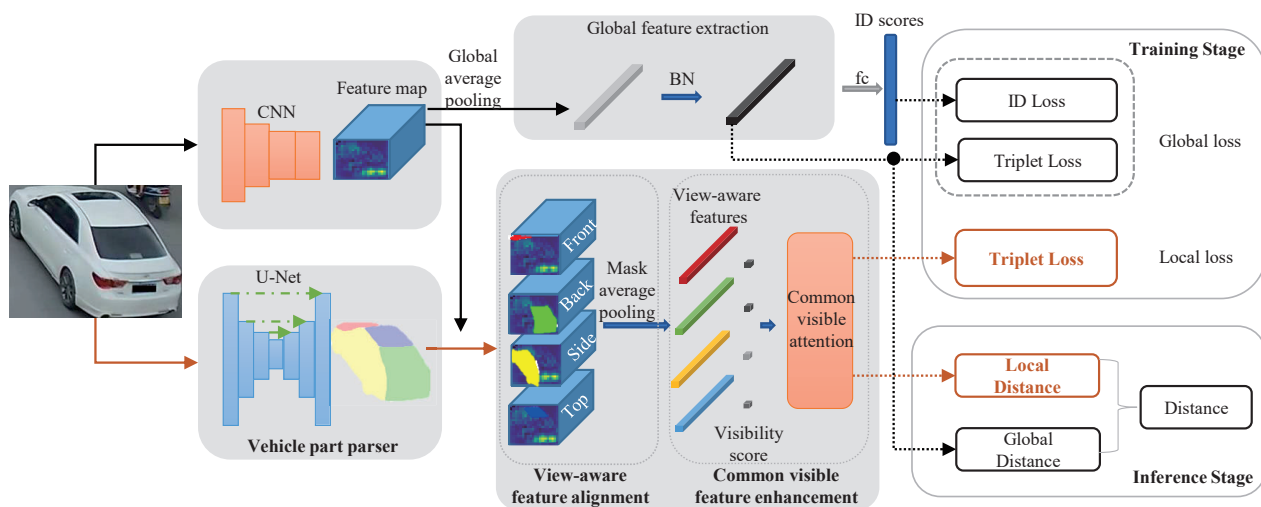 Global feature extraction
ID scores
Training Stage
Global
average
pooling
BN
fc
Feature map
CNN
ID Loss
Triplet Loss
Global loss
View-aware
features
Front
Back
Side
Top
Mask
average
pooling
Common
visible
attention
Triplet Loss
Local loss
U-Net
Vehicle part parser
Visibility
score
View-aware
feature alignment
Common visible
feature enhancement
Local
Distance
Global
Distance
Distance
Inference Stage